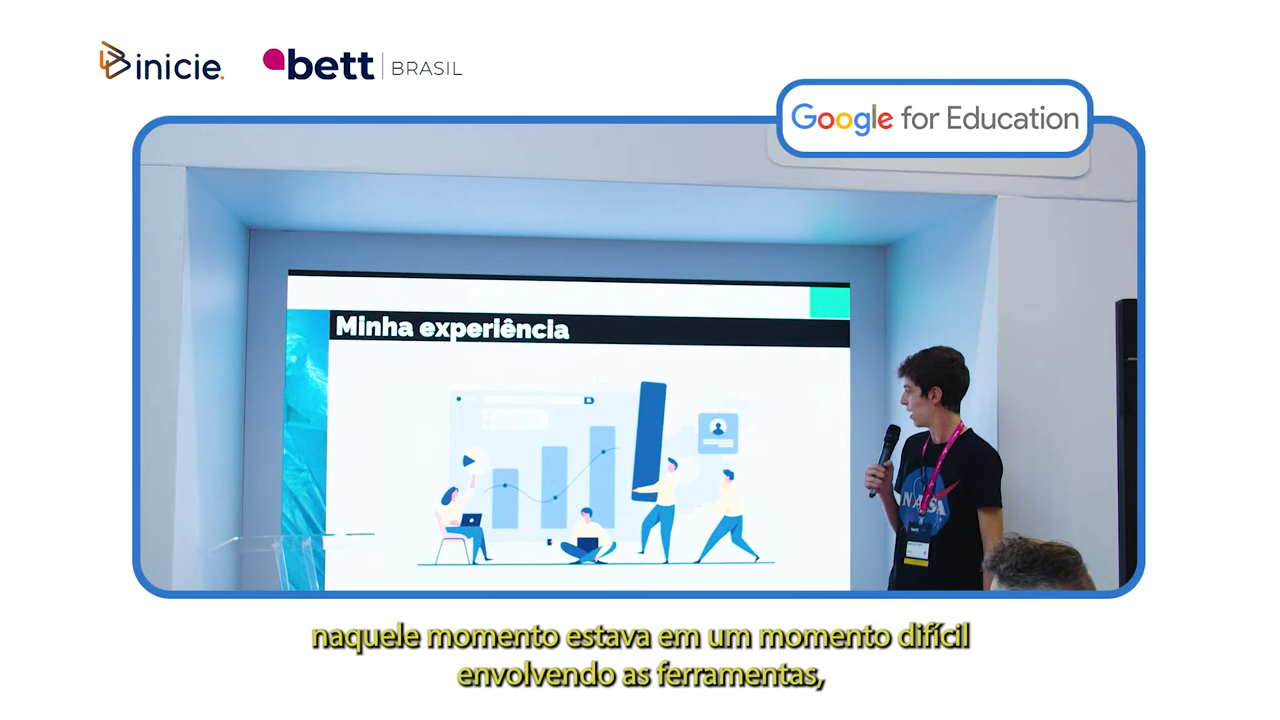 inicie.
bett | BRASIL
Google for Education
Minha experiência
NASA
bett
naquele momento estava em um momento difícil
envolvendo as ferramentas,